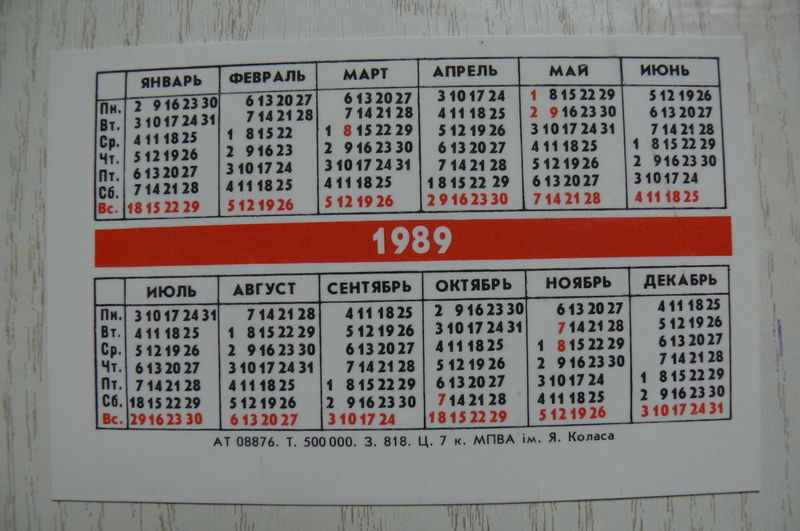 ЯНВАРЬ ФЕВРАЛЬ МАРТ АПРЕЛЬ МАЙ ИЮНЬ
Пн. 2 9 16 23 30 6 13 20 27 6 13 20 27 3 10 17 24 1 8 15 22 29 5 12 19 26
Вт. 3 10 17 24 31 7 14 21 28 7 14 21 28 4 11 18 25 2 9 16 23 30 6 13 20 27
Ср. 4 11 18 25 1 8 15 22 1 8 15 22 29 5 12 19 26 3 10 17 24 31 7 14 21 28
Чт. 5 12 19 26 2 9 16 23 2 9 16 23 30 6 13 20 27 4 11 18 25 1 8 15 22 29
Пт. 6 13 20 27 3 10 17 24 3 10 17 24 31 7 14 21 28 5 12 19 26 2 9 16 23 30
Сб. 7 14 21 28 4 11 18 25 4 11 18 25 1 8 15 22 29 6 13 20 27 3 10 17 24
Вс. 1 8 15 22 29 5 12 19 26 5 12 19 26 2 9 16 23 30 7 14 21 28 4 11 18 25
1989
ИЮЛЬ АВГУСТ СЕНТЯБРЬ ОКТЯБРЬ НОЯБРЬ ДЕКАБРЬ
Пн. 3 10 17 24 31 7 14 21 28 4 11 18 25 2 9 16 23 30 6 13 20 27 4 11 18 25
Вт. 4 11 18 25 1 8 15 22 29 5 12 19 26 3 10 17 24 31 7 14 21 28 5 12 19 26
Ср. 5 12 19 26 2 9 16 23 30 6 13 20 27 4 11 18 25 1 8 15 22 29 6 13 20 27
Чт. 6 13 20 27 3 10 17 24 31 7 14 21 28 5 12 19 26 2 9 16 23 30 7 14 21 28
Пт. 7 14 21 28 4 11 18 25 1 8 15 22 29 6 13 20 27 3 10 17 24 1 8 15 22 29
Сб. 1 8 15 22 29 5 12 19 26 2 9 16 23 30 7 14 21 28 4 11 18 25 2 9 16 23 30
Вс. 2 9 16 23 30 6 13 20 27 3 10 17 24 1 8 15 22 29 5 12 19 26 3 10 17 24 31
АТ 08876. Т. 500 000. З. 818. Ц. 7 к. МПВА ім. Я. Коласа